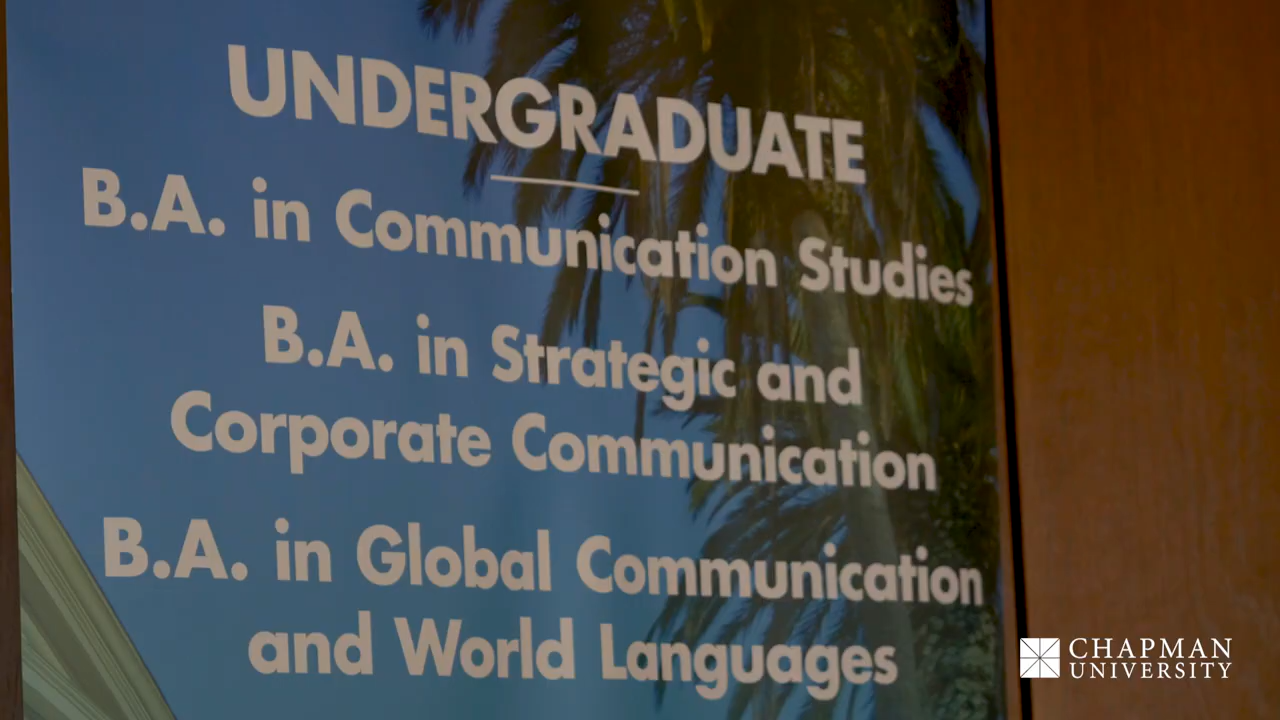 UNDERGRADUATE
B.A. in Communication Studies
B.A. in Strategic and
Corporate Communication
B.A. in Global Communication
and World Languages
CHAPMAN
UNIVERSITY